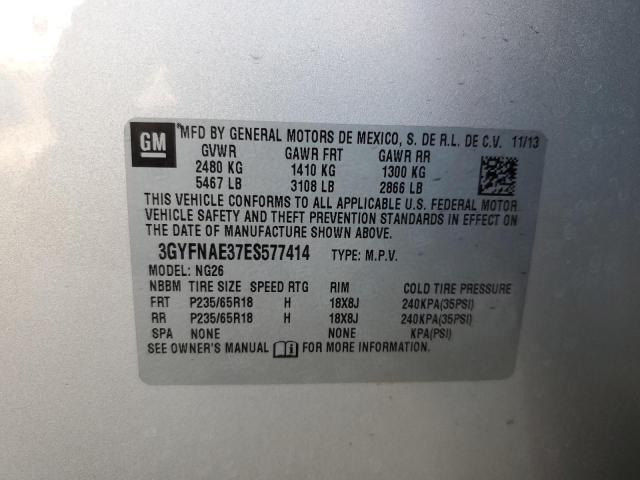 GM *MFD BY GENERAL MOTORS DE MEXICO, S. DE R.L. DE C.V. 11/13
GVWR GAWR FRT GAWR RR
2480 KG 1410 KG 1300 KG
5467 LB 3108 LB 2866 LB
THIS VEHICLE CONFORMS TO ALL APPLICABLE U.S. FEDERAL MOTOR
VEHICLE SAFETY AND THEFT PREVENTION STANDARDS IN EFFECT ON
THE DATE OF MANUFACTURE SHOWN ABOVE.
3GYFNAE37ES577414 TYPE: M.P.V.
MODEL: NG26
NBBM TIRE SIZE SPEED RTG RIM COLD TIRE PRESSURE
FRT P235/65R18 H 18X8J 240KPA(35PSI)
RR P235/65R18 H 18X8J 240KPA(35PSI)
SPA NONE NONE KPA(PSI)
SEE OWNER'S MANUAL FOR MORE INFORMATION.